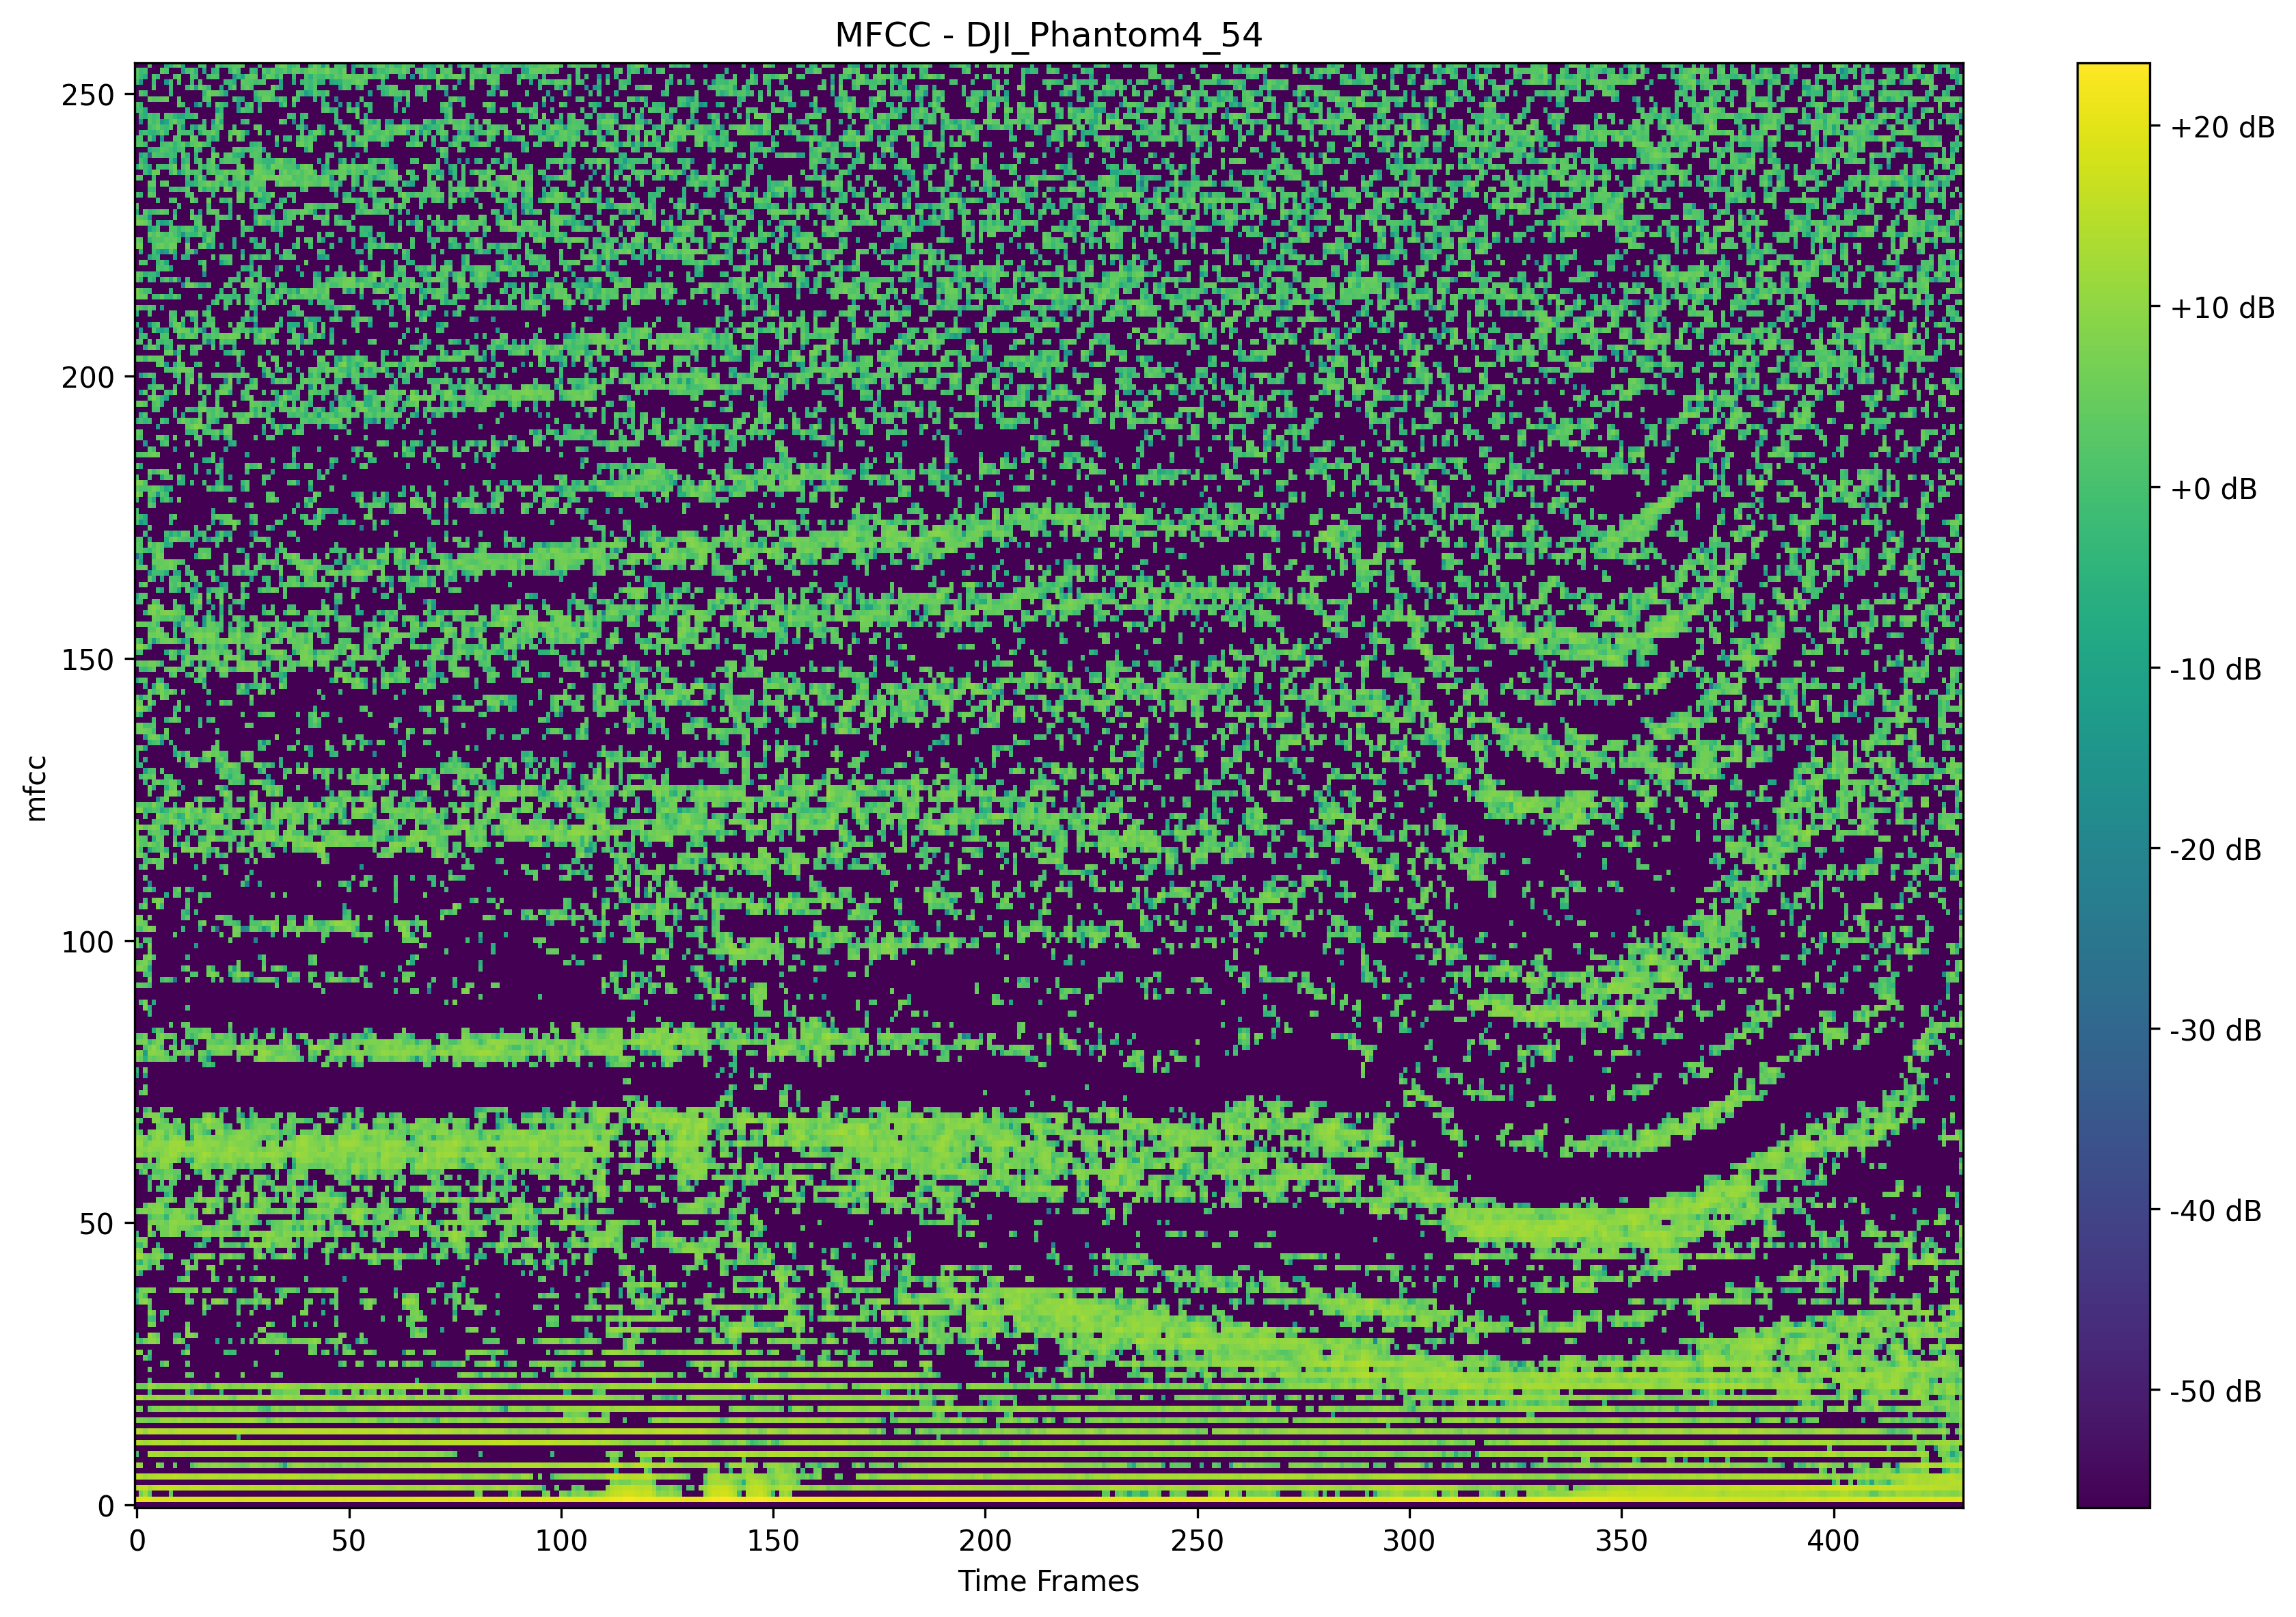 MFCC - DJI_Phantom4_54
250
200
150
100
50
0
mfcc
0 50 100 150 200 250 300 350 400
Time Frames
+20 dB
+10 dB
+0 dB
-10 dB
-20 dB
-30 dB
-40 dB
-50 dB